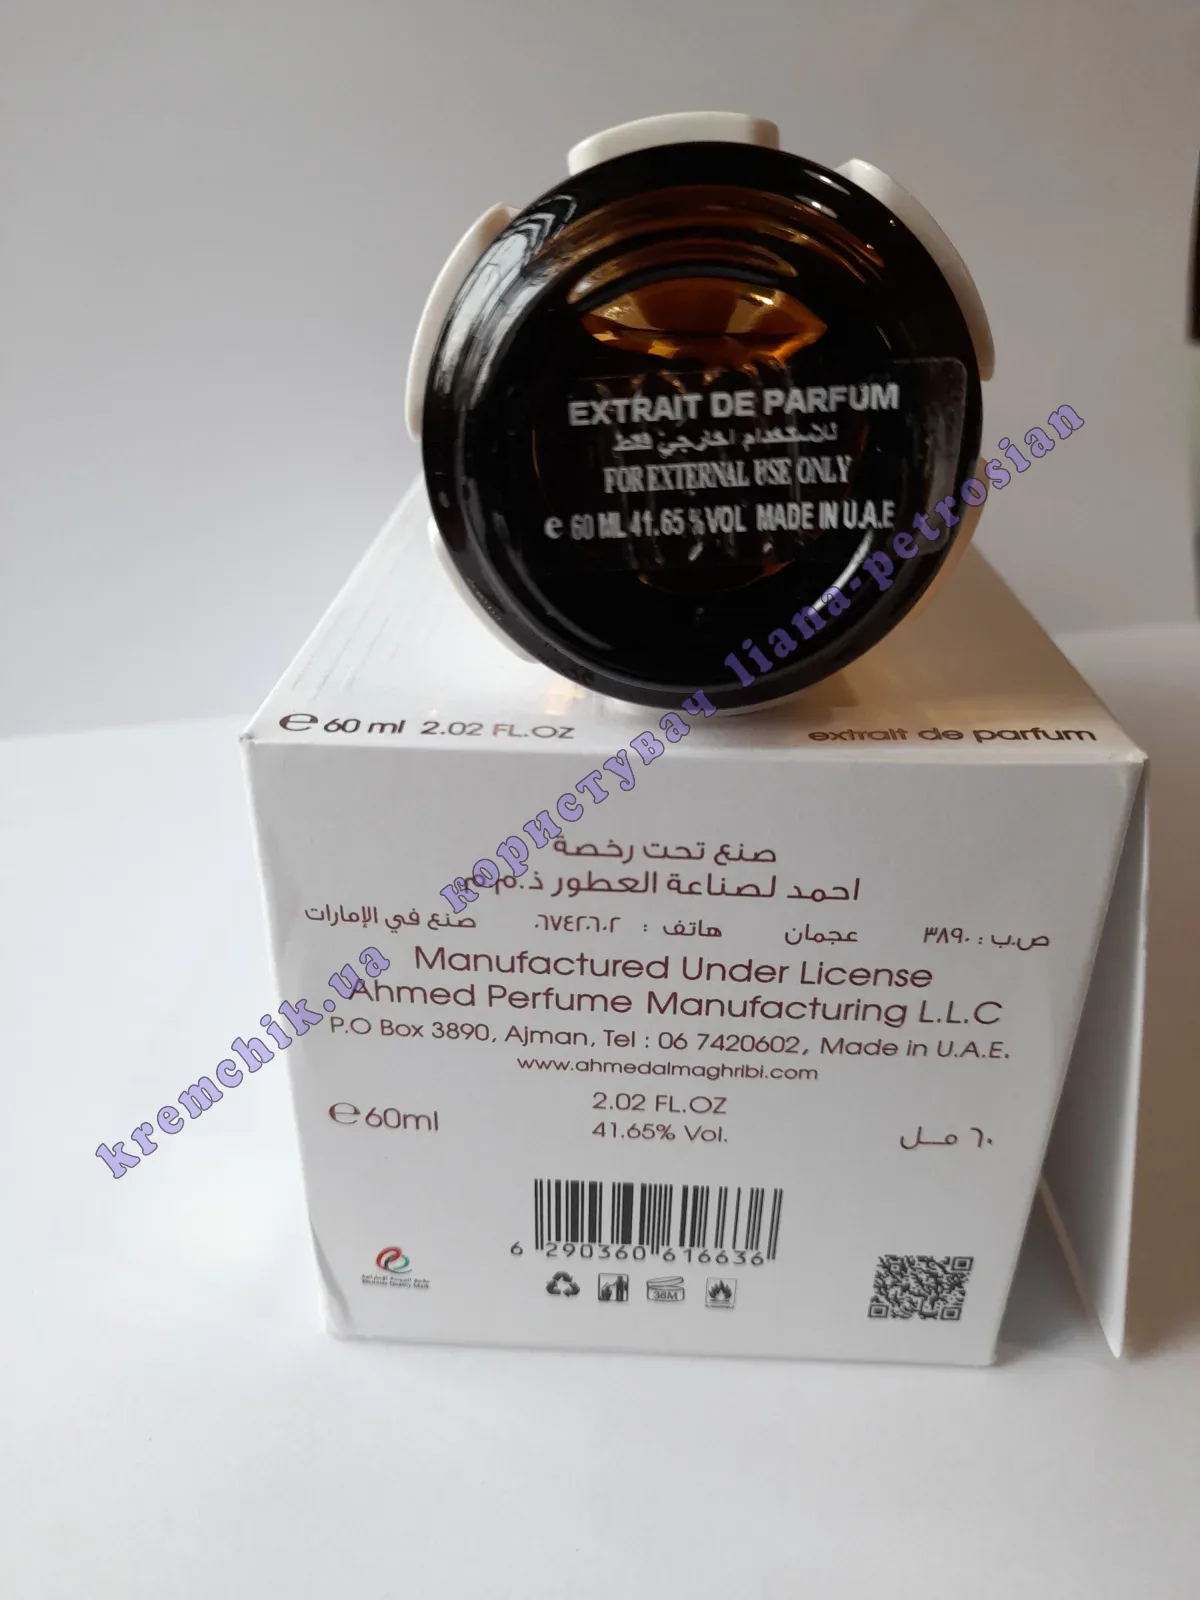 EXTRAIT DE PARFUM
للاستخدام الخارجي فقط
FOR EXTERNAL USE ONLY
e 60 ML 41.65 % VOL MADE IN U.A.E
e 60 ml 2.02 FL.OZ
extrait de parfum
صنع تحت رخصة
احمد لصناعة العطور ذ.م.م
ص.ب: ٣٨٩٠ عجمان هاتف : ٠٦٧٤٢٦٠٢ صنع في الإمارات
Manufactured Under License
Ahmed Perfume Manufacturing L.L.C
P.O Box 3890, Ajman, Tel : 06 7420602, Made in U.A.E.
www.ahmedalmaghribi.com
e 60ml
2.02 FL.OZ
41.65% Vol.
٦٠ مل
6 290360 616636
36M
kremchik.ua користувач liana-petrosian